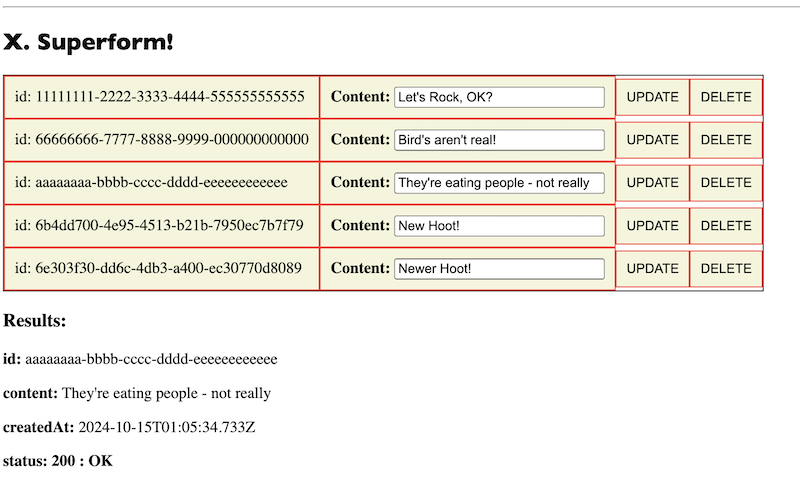 X. Superform!
id: 11111111-2222-3333-4444-555555555555 Content: Let's Rock, OK? UPDATE DELETE
id: 66666666-7777-8888-9999-000000000000 Content: Bird's aren't real! UPDATE DELETE
id: aaaaaaaa-bbbb-cccc-dddd-eeeeeeeeeeee Content: They're eating people - not really UPDATE DELETE
id: 6b4dd700-4e95-4513-b21b-7950ec7b7f79 Content: New Hoot! UPDATE DELETE
id: 6e303f30-dd6c-4db3-a400-ec30770d8089 Content: Newer Hoot! UPDATE DELETE
Results:
id: aaaaaaaa-bbbb-cccc-dddd-eeeeeeeeeeee
content: They're eating people - not really
createdAt: 2024-10-15T01:05:34.733Z
status: 200 : OK